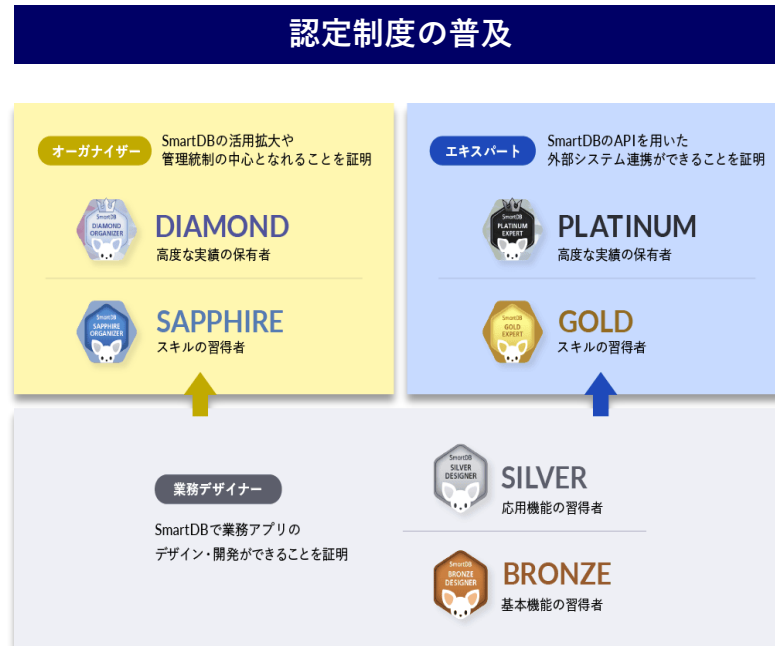 認定制度の普及
オーガナイザー
SmartDBの活用拡大や
管理統制の中心となれることを証明
SmartDB
DIAMOND
ORGANIZER
DIAMOND
高度な実績の保有者
SmartDB
SAPPHIRE
ORGANIZER
SAPPHIRE
スキルの習得者
エキスパート
SmartDBのAPIを用いた
外部システム連携ができることを証明
SmartDB
PLATINUM
EXPERT
PLATINUM
高度な実績の保有者
SmartDB
GOLD
EXPERT
GOLD
スキルの習得者
業務デザイナー
SmartDBで業務アプリの
デザイン・開発ができることを証明
SmartDB
SILVER
DESIGNER
SILVER
応用機能の習得者
SmartDB
BRONZE
DESIGNER
BRONZE
基本機能の習得者